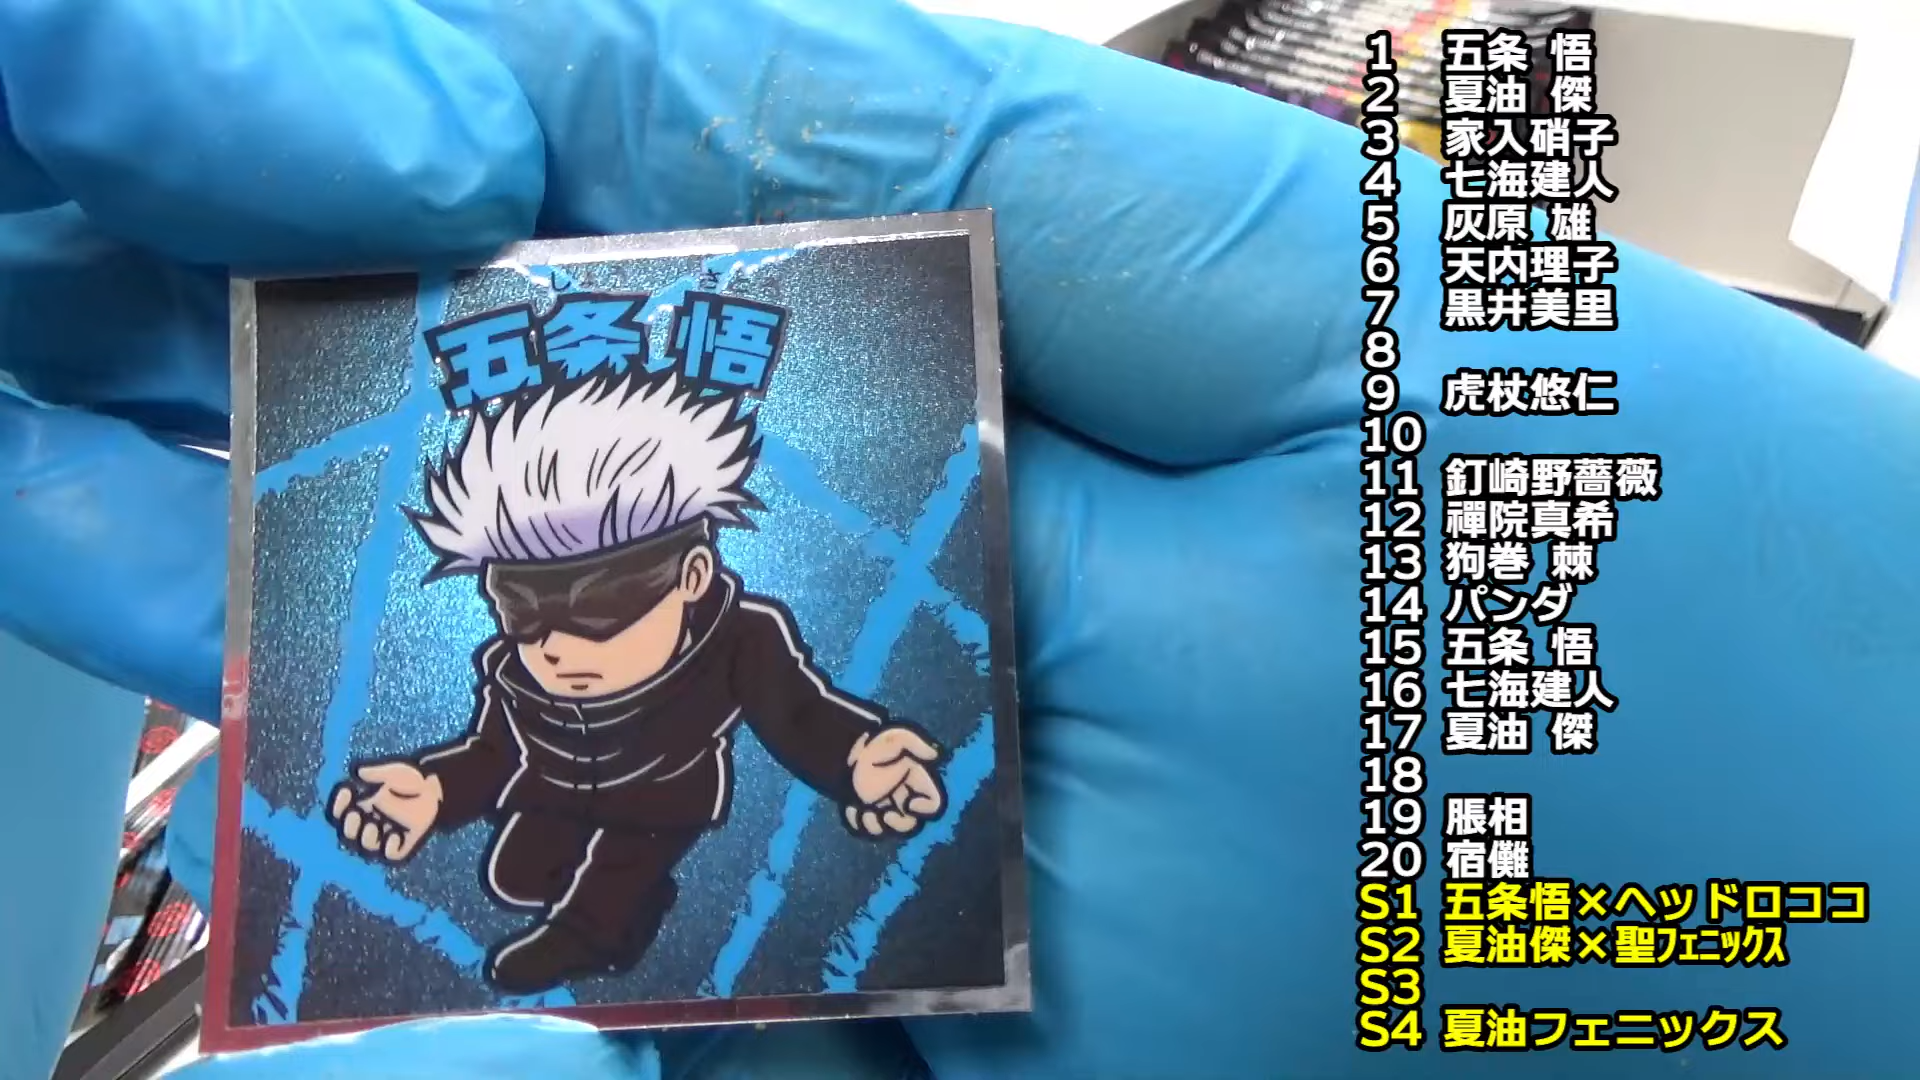 五条 悟
1 五条 悟
2 夏油 傑
3 家入硝子
4 七海建人
5 灰原 雄
6 天内理子
7 黒井美里
8
9 虎杖悠仁
10
11 釘崎野薔薇
12 禪院真希
13 狗巻 棘
14 パンダ
15 五条 悟
16 七海建人
17 夏油 傑
18
19 脹相
20 宿儺
S1 五条悟×ヘッドロココ
S2 夏油傑×聖ﾌｪﾆｯｸｽ
S3
S4 夏油フェニックス